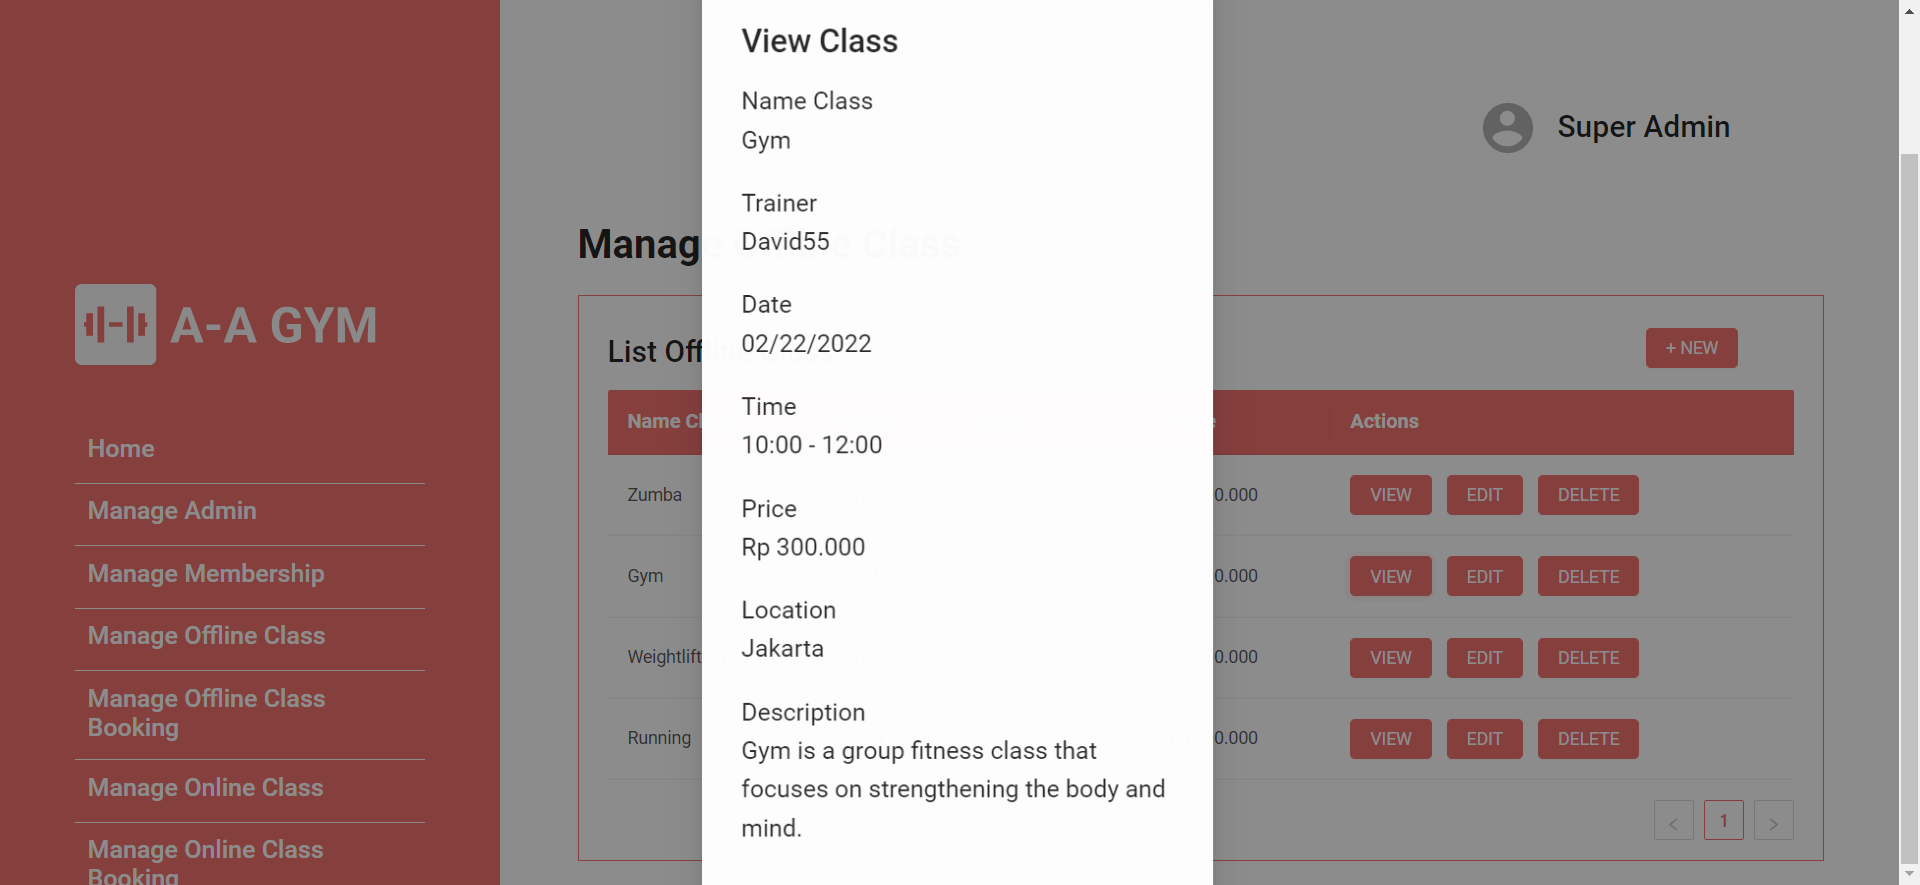 A-A GYM
Home
Manage Admin
Manage Membership
Manage Offline Class
Manage Offline Class
Booking
Manage Online Class
Manage Online Class
Booking
Super Admin
Manage Offline Class
List Offline
+ NEW
Name Cl
e
Actions
Zumba
0.000
VIEW
EDIT
DELETE
Gym
0.000
VIEW
EDIT
DELETE
Weightlift
0.000
VIEW
EDIT
DELETE
Running
0.000
VIEW
EDIT
DELETE
<
1
>
View Class
Name Class
Gym
Trainer
David55
Date
02/22/2022
Time
10:00 - 12:00
Price
Rp 300.000
Location
Jakarta
Description
Gym is a group fitness class that
focuses on strengthening the body and
mind.